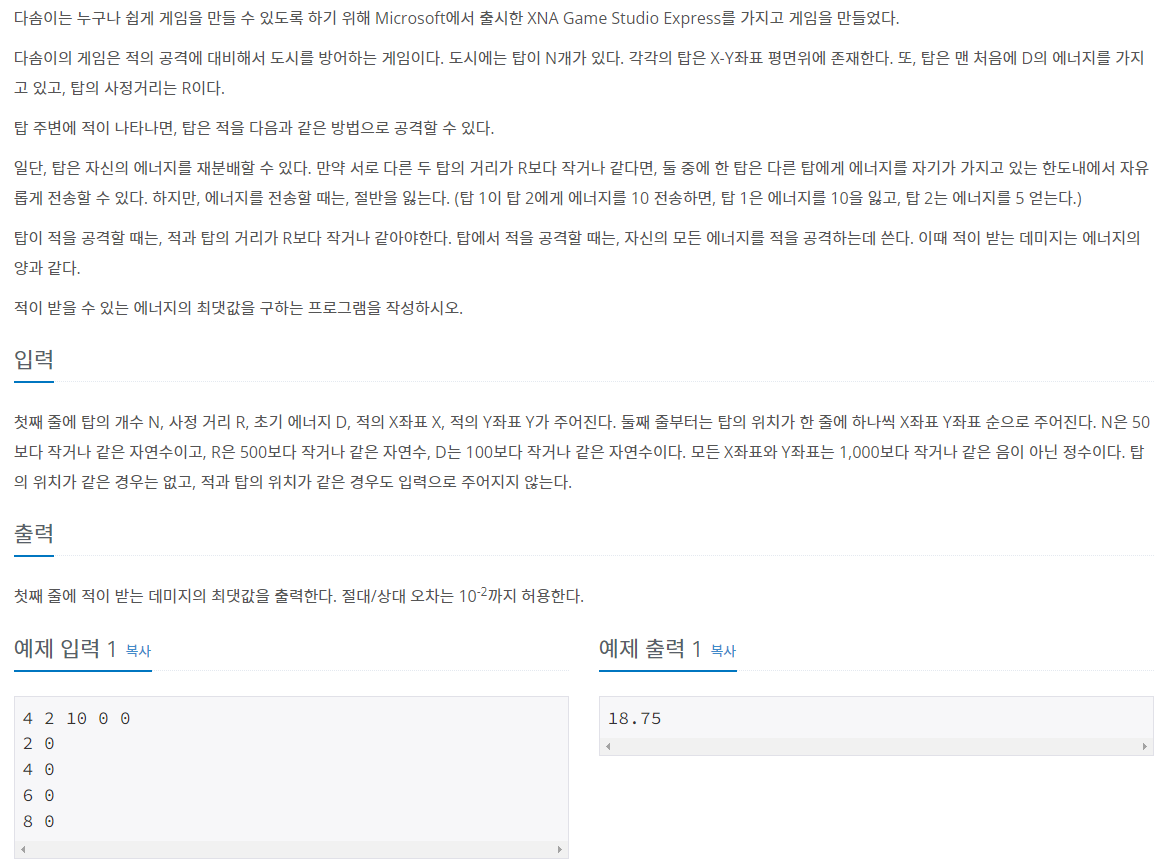 다솜이는 누구나 쉽게 게임을 만들 수 있도록 하기 위해 Microsoft에서 출시한 XNA Game Studio Express를 가지고 게임을 만들었다.
다솜이의 게임은 적의 공격에 대비해서 도시를 방어하는 게임이다. 도시에는 탑이 N개가 있다. 각각의 탑은 X-Y좌표 평면위에 존재한다. 또, 탑은 맨 처음에 D의 에너지를 가지
고 있고, 탑의 사정거리는 R이다.
탑 주변에 적이 나타나면, 탑은 적을 다음과 같은 방법으로 공격할 수 있다.
일단, 탑은 자신의 에너지를 재분배할 수 있다. 만약 서로 다른 두 탑의 거리가 R보다 작거나 같다면, 둘 중에 한 탑은 다른 탑에게 에너지를 자기가 가지고 있는 한도내에서 자유
롭게 전송할 수 있다. 하지만, 에너지를 전송할 때는, 절반을 잃는다. (탑 1이 탑 2에게 에너지를 10 전송하면, 탑 1은 에너지를 10을 잃고, 탑 2는 에너지를 5 얻는다.)
탑이 적을 공격할 때는, 적과 탑의 거리가 R보다 작거나 같아야한다. 탑에서 적을 공격할 때는, 자신의 모든 에너지를 적을 공격하는데 쓴다. 이때 적이 받는 데미지는 에너지의
양과 같다.
적이 받을 수 있는 에너지의 최댓값을 구하는 프로그램을 작성하시오.
입력
첫째 줄에 탑의 개수 N, 사정 거리 R, 초기 에너지 D, 적의 X좌표 X, 적의 Y좌표 Y가 주어진다. 둘째 줄부터는 탑의 위치가 한 줄에 하나씩 X좌표 Y좌표 순으로 주어진다. N은 50
보다 작거나 같은 자연수이고, R은 500보다 작거나 같은 자연수, D는 100보다 작거나 같은 자연수이다. 모든 X좌표와 Y좌표는 1,000보다 작거나 같은 음이 아닌 정수이다. 탑
의 위치가 같은 경우는 없고, 적과 탑의 위치가 같은 경우도 입력으로 주어지지 않는다.
출력
첫째 줄에 적이 받는 데미지의 최댓값을 출력한다. 절대/상대 오차는 10-2까지 허용한다.
예제 입력 1 복사
4 2 10 0 0
2 0
4 0
6 0
8 0
예제 출력 1 복사
18.75